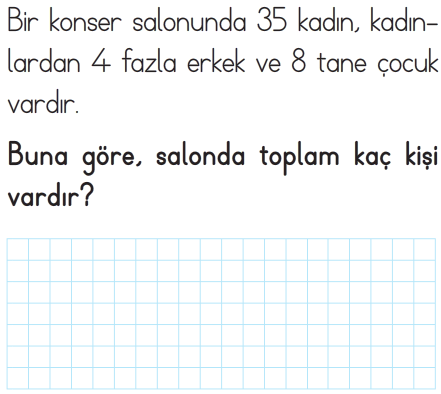 Bir konser salonunda 35 kadın, kadın-
lardan 4 fazla erkek ve 8 tane çocuk
vardır.
Buna göre, salonda toplam kaç kişi
vardır?